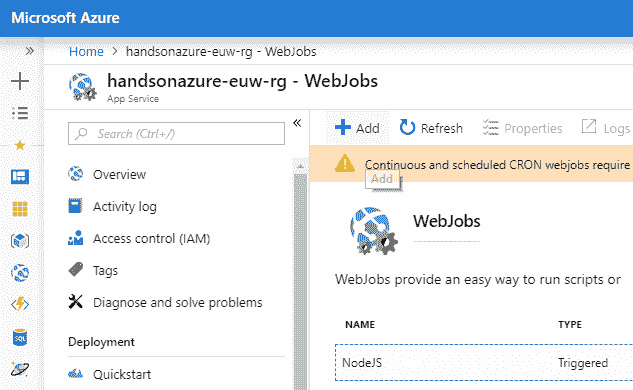 Microsoft Azure
Home > handsonazure-euw-rg - WebJobs
handsonazure-euw-rg - WebJobs
App Service
Search (Ctrl+/)
Overview
Activity log
Access control (IAM)
Tags
Diagnose and solve problems
Deployment
Quickstart
Add Refresh Properties Logs
Continuous and scheduled CRON webjobs require
Add
WebJobs
WebJobs provide an easy way to run scripts or
NAME TYPE
NodeJS Triggered